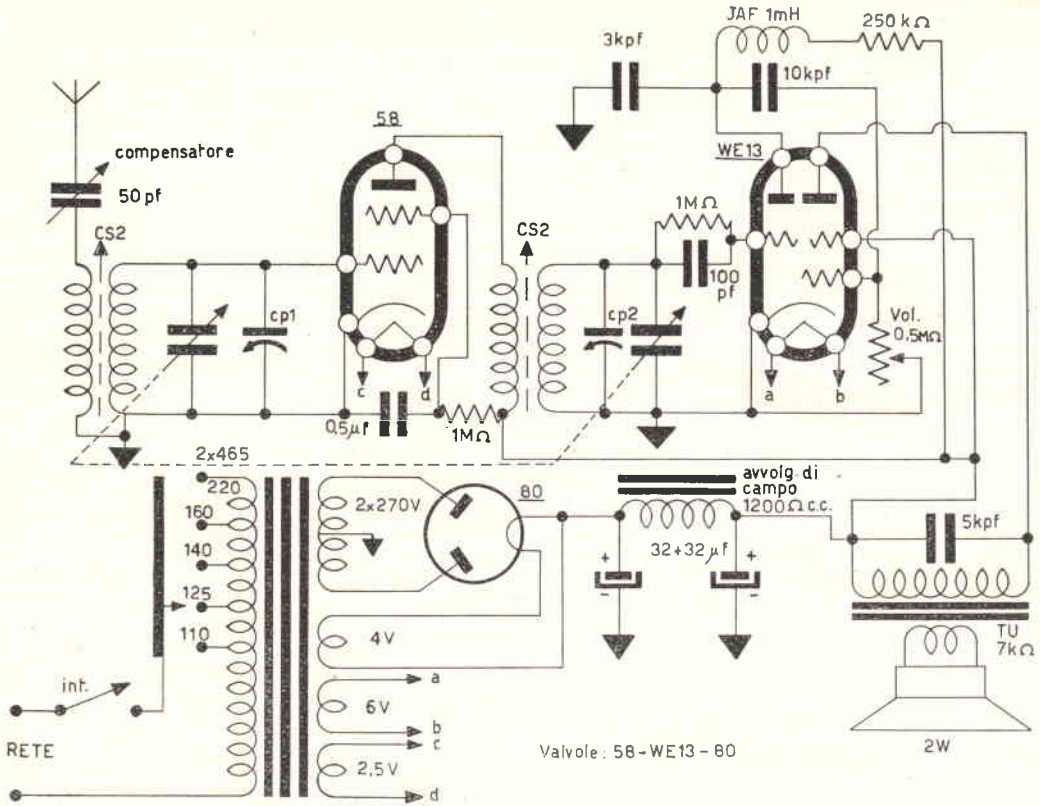 JAF 1mH
250 kΩ
3kpf
10kpf
58
WE13
compensatore
50 pf
1MΩ
CS2
CS2
100
pf
cp1
cp2
Vol.
0,5MΩ
c
d
a
b
0,5µf
1MΩ
2x465
220
160
140
125
110
2x270V
80
avvolg di
campo
1200Ω c.c.
32+32 µf
+
-
+
-
5kpf
TU
7kΩ
4V
int.
a
6V
b
c
RETE
2,5V
d
Valvole: 58-WE13-80
2W